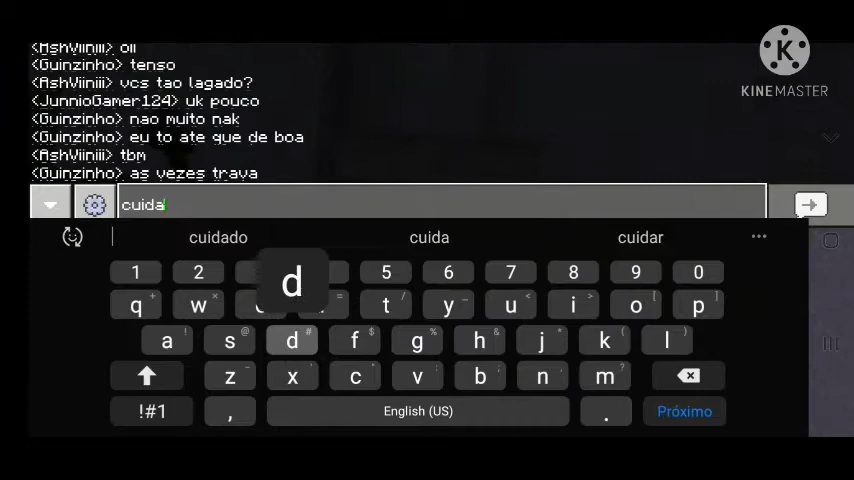 <AshViiniii> oii
<Guinzinho> tenso
<AshViiniii> vcs tao lagado?
<JunnioGamer124> uk pouco
<Guinzinho> nao muito nak
<Guinzinho> eu to ate que de boa
<AshViiniii> tbm
<Guinzinho> as vezes trava
K
KINEMASTER
cuida
cuidado cuida cuidar
d
1 2 5 6 7 8 9 0
q w t y u i o p
a s d f g h j k l
z x c v b n m
!#1 , English (US) . Próximo